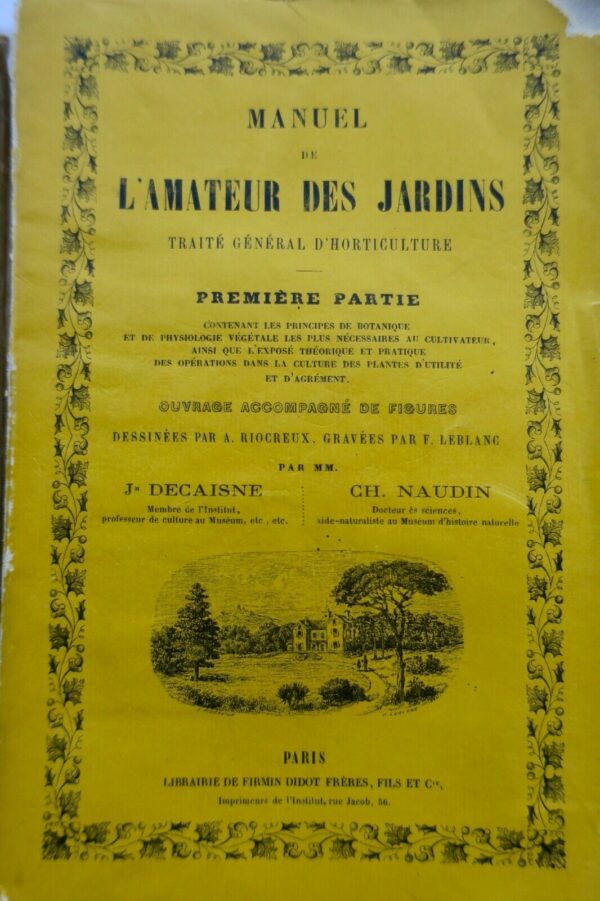 MANUEL
DE
L'AMATEUR DES JARDINS
TRAITÉ GÉNÉRAL D'HORTICULTURE
PREMIÈRE PARTIE
CONTENANT LES PRINCIPES DE BOTANIQUE
ET DE PHYSIOLOGIE VÉGÉTALE LES PLUS NÉCESSAIRES AU CULTIVATEUR,
AINSI QUE L'EXPOSÉ THÉORIQUE ET PRATIQUE
DES OPÉRATIONS DANS LA CULTURE DES PLANTES D'UTILITÉ
ET D'AGRÉMENT.
OUVRAGE ACCOMPAGNÉ DE FIGURES
DESSINÉES PAR A. RIOCREUX, GRAVÉES PAR F. LEBLANC
PAR MM.
Jh DECAISNE
Membre de l'Institut,
professeur de culture au Muséum, etc., etc.
CH. NAUDIN
Docteur ès sciences,
aide-naturaliste au Muséum d'histoire naturelle
PARIS
LIBRAIRIE DE FIRMIN DIDOT FRÈRES, FILS ET Cie,
Imprimeurs de l'Institut, rue Jacob, 56.